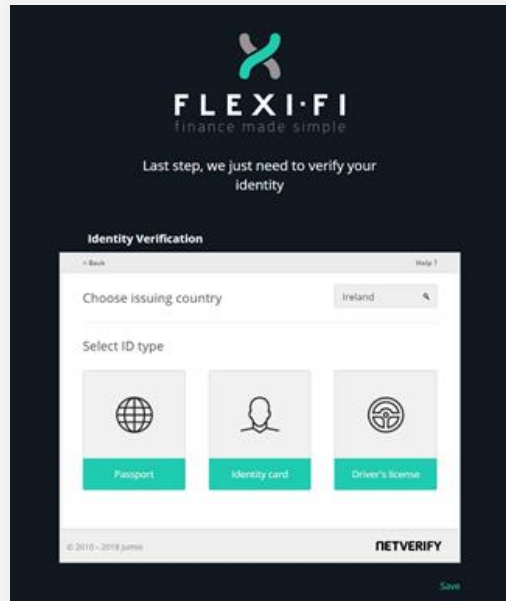 FLEXI·FI
finance made simple
Last step, we just need to verify your
identity
Identity Verification
< Back Help ?
Choose issuing country Ireland
Select ID type
Passport Identity card Driver's license
© 2010 - 2018 Jumio NETVERIFY
Save